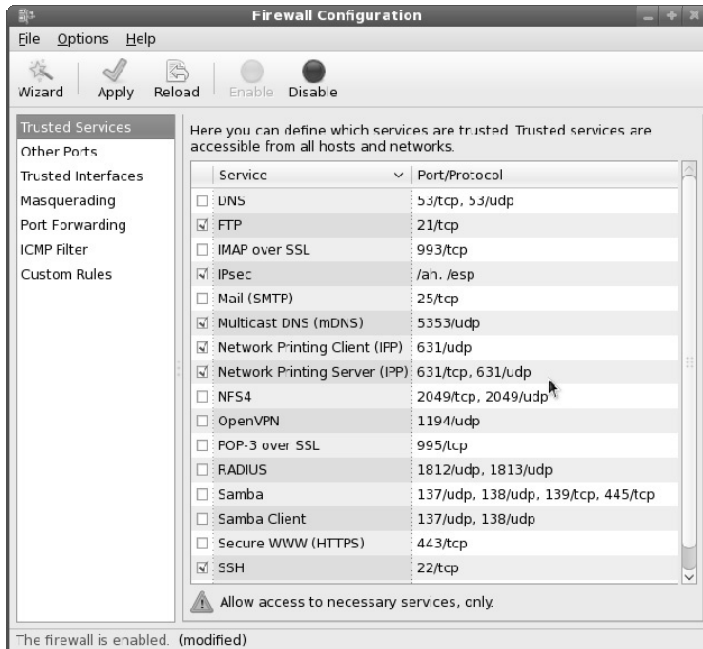 Firewall Configuration
File Options Help
Wizard Apply Reload Enable Disable
Trusted Services
Other Ports
Trusted Interfaces
Masquerading
Port Forwarding
ICMP Filter
Custom Rules
Here you can define which services are trusted. Trusted services are
accessible from all hosts and networks.
Service Port/Protocol
DNS 53/tcp, 53/udp
FTP 21/tcp
IMAP over SSL 993/tcp
IPsec /ah, /esp
Mail (SMTP) 25/tcp
Multicast DNS (mDNS) 5353/udp
Network Printing Client (IPP) 631/udp
Network Printing Server (IPP) 631/tcp, 631/udp
NFS4 2049/tcp, 2049/udp
OpenVPN 1194/udp
POP-3 over SSL 995/tcp
RADIUS 1812/udp, 1813/udp
Samba 137/udp, 138/udp, 139/tcp, 445/tcp
Samba Client 137/udp, 138/udp
Secure WWW (HTTPS) 443/tcp
SSH 22/tcp
Allow access to necessary services, only.
The firewall is enabled. (modified)